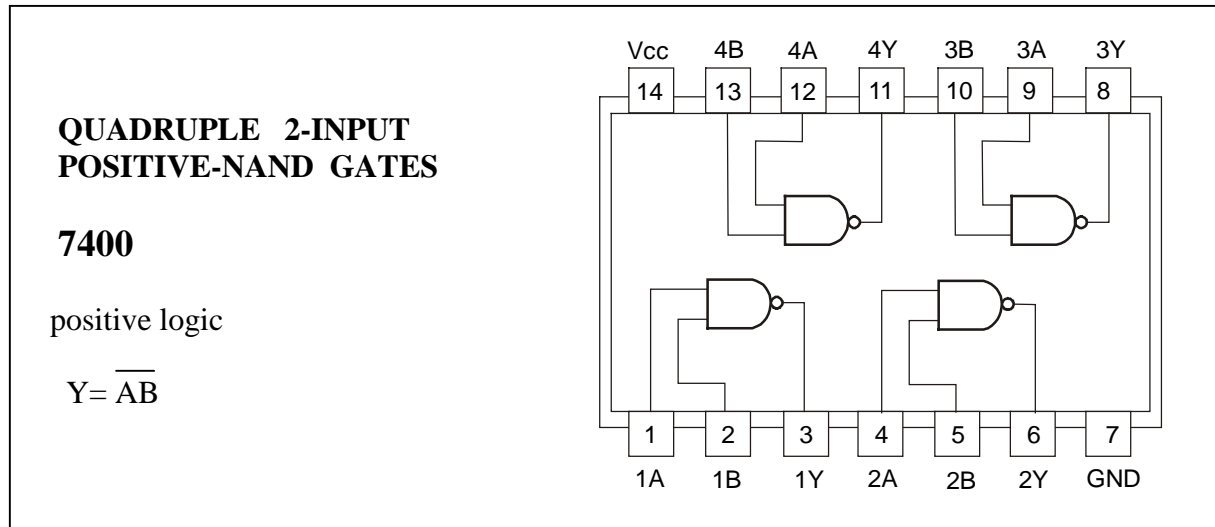 Vcc 4B 4A 4Y 3B 3A 3Y
14 13 12 11 10 9 8
QUADRUPLE 2-INPUT
POSITIVE-NAND GATES
7400
positive logic
Y= A̅B̅
1 2 3 4 5 6 7
1A 1B 1Y 2A 2B 2Y GND